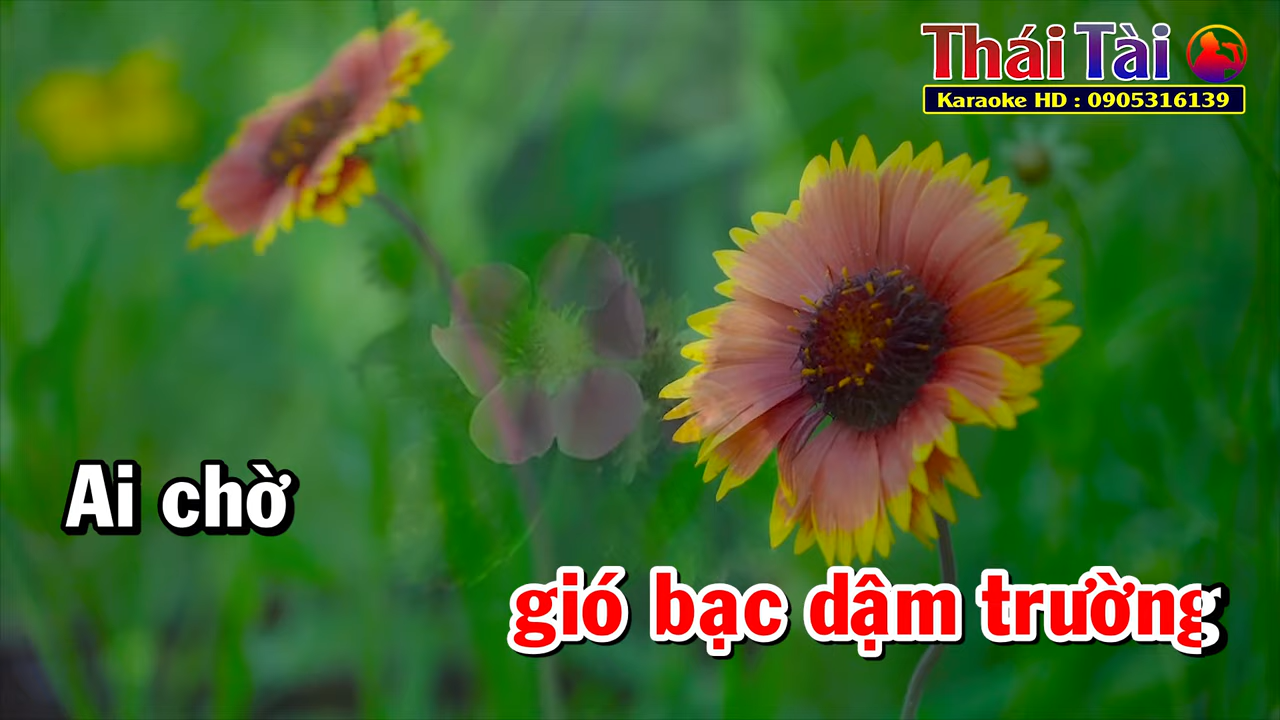 Thái Tài
Karaoke HD : 0905316139
Ai chờ
gió bạc dậm trường